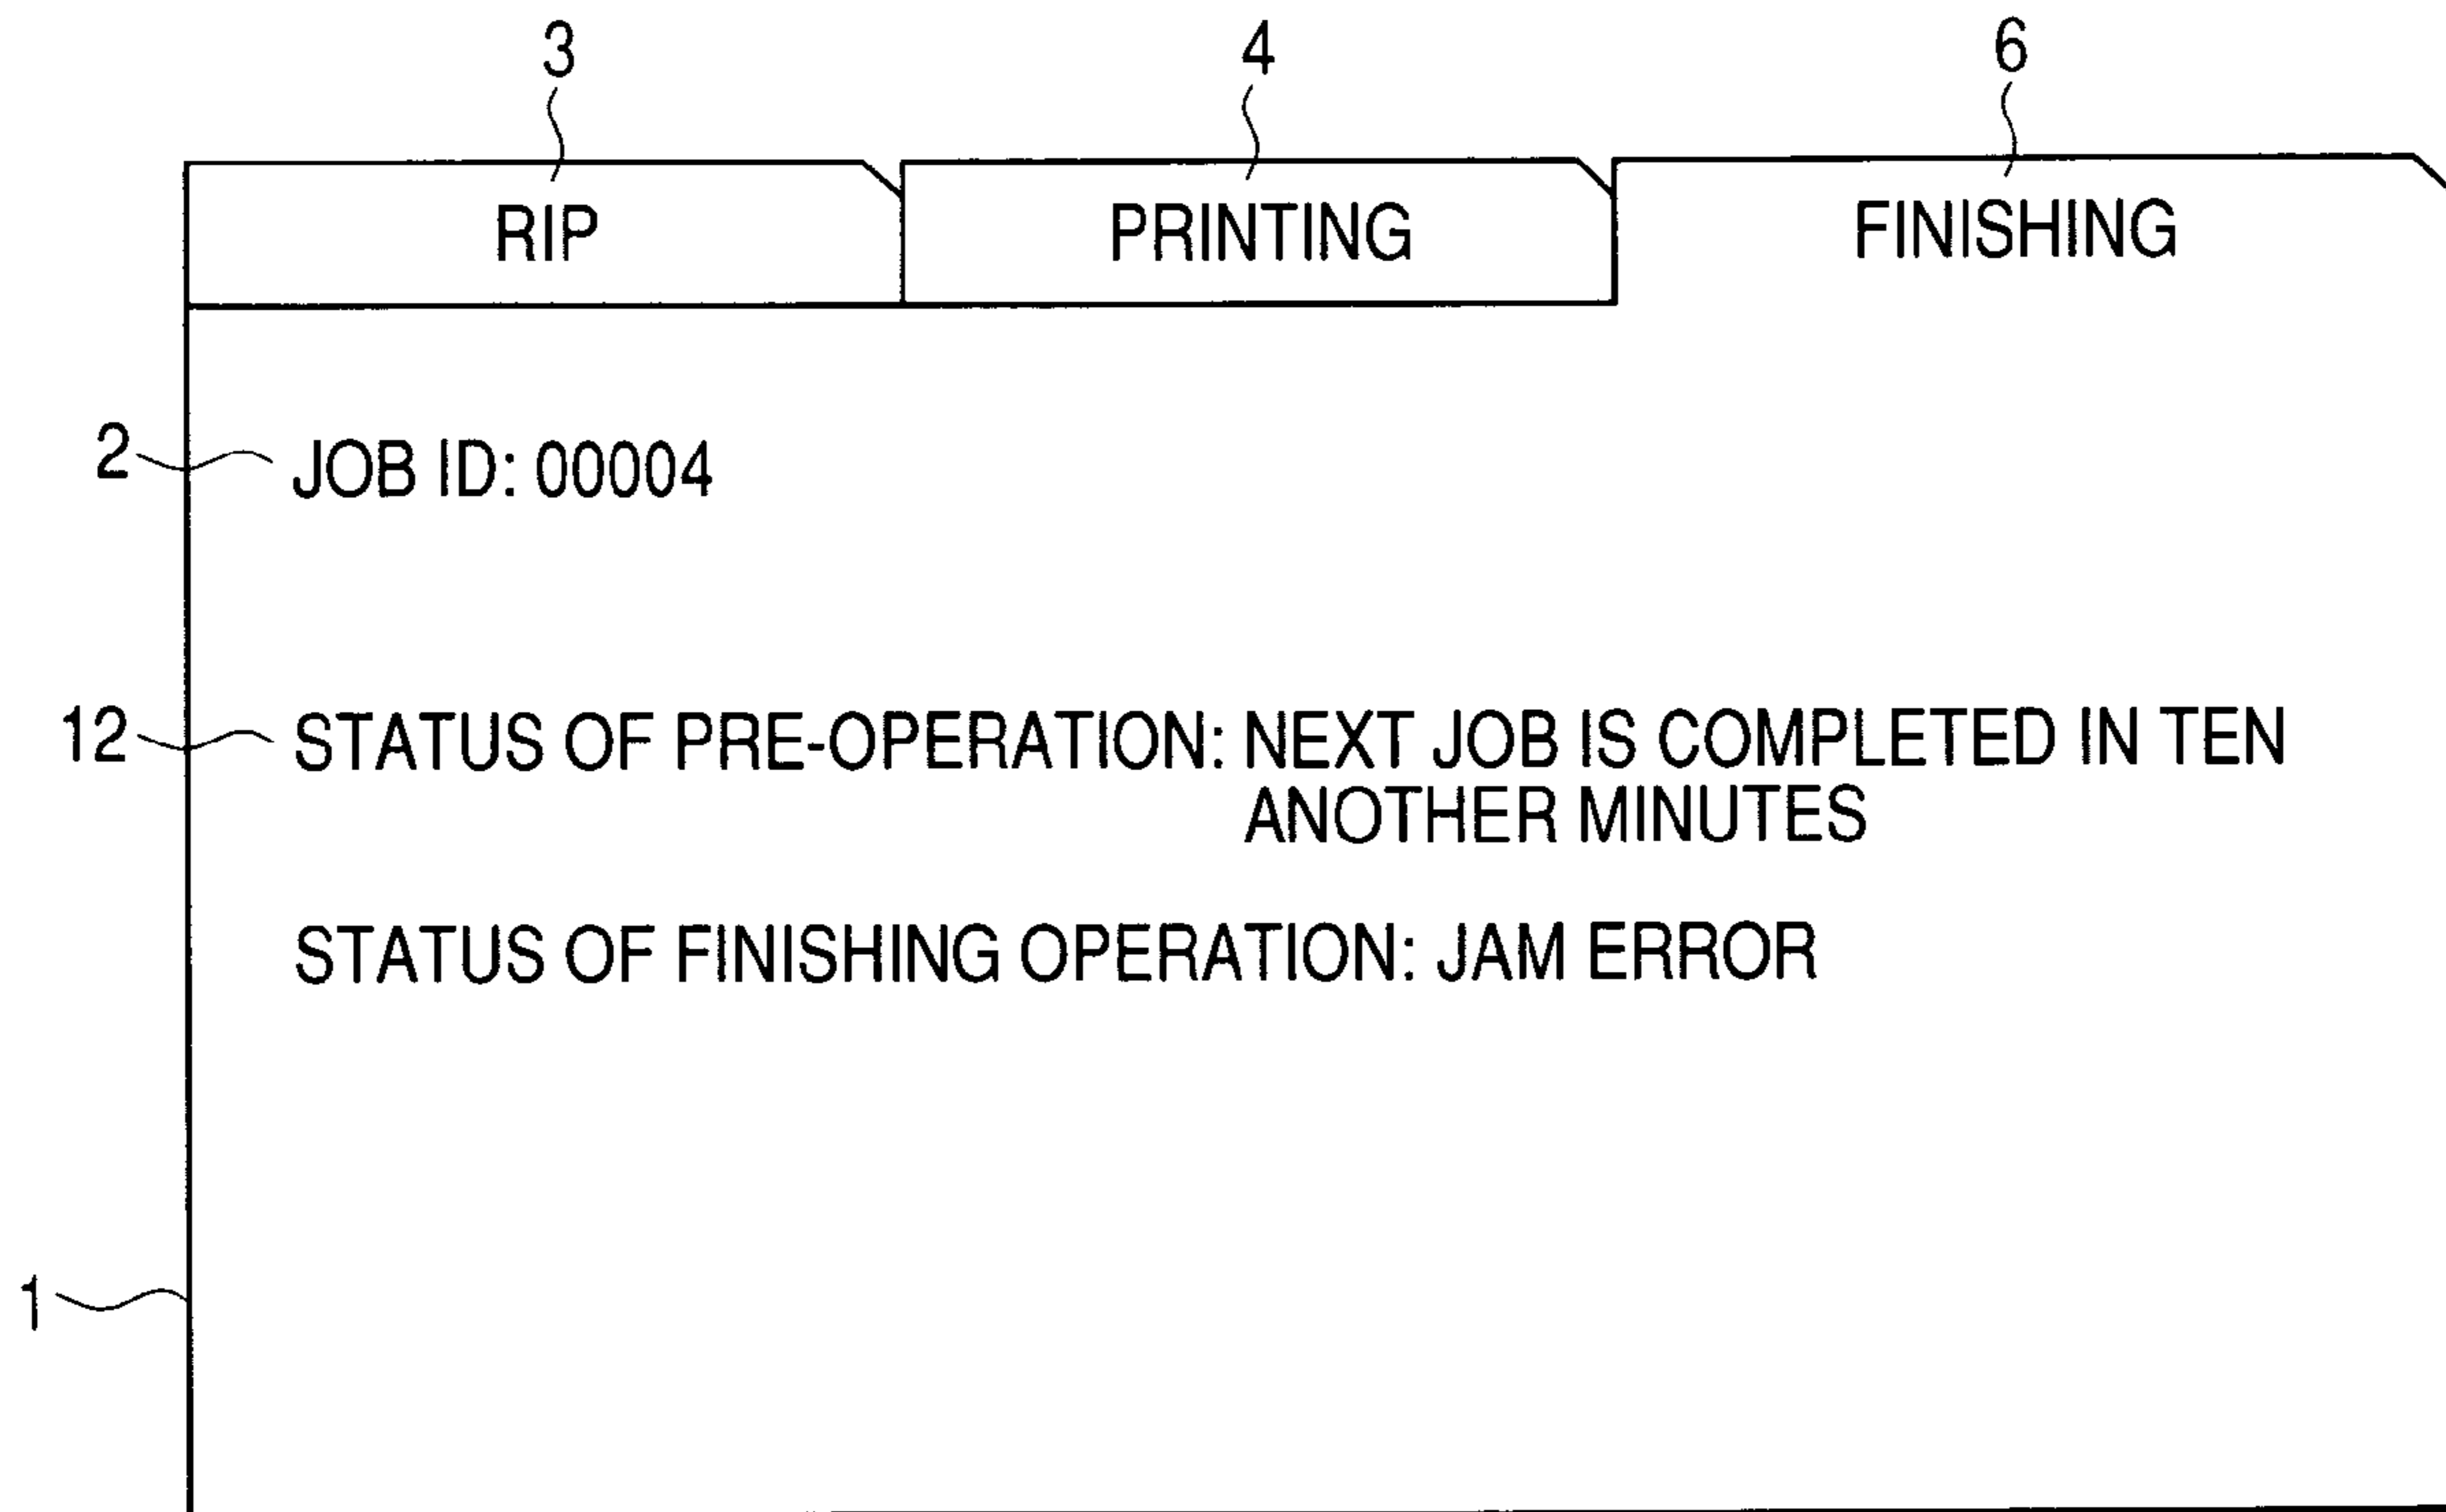 3 4 6
RIP PRINTING FINISHING
2 JOB ID: 00004
12 STATUS OF PRE-OPERATION: NEXT JOB IS COMPLETED IN TEN
ANOTHER MINUTES
STATUS OF FINISHING OPERATION: JAM ERROR
1